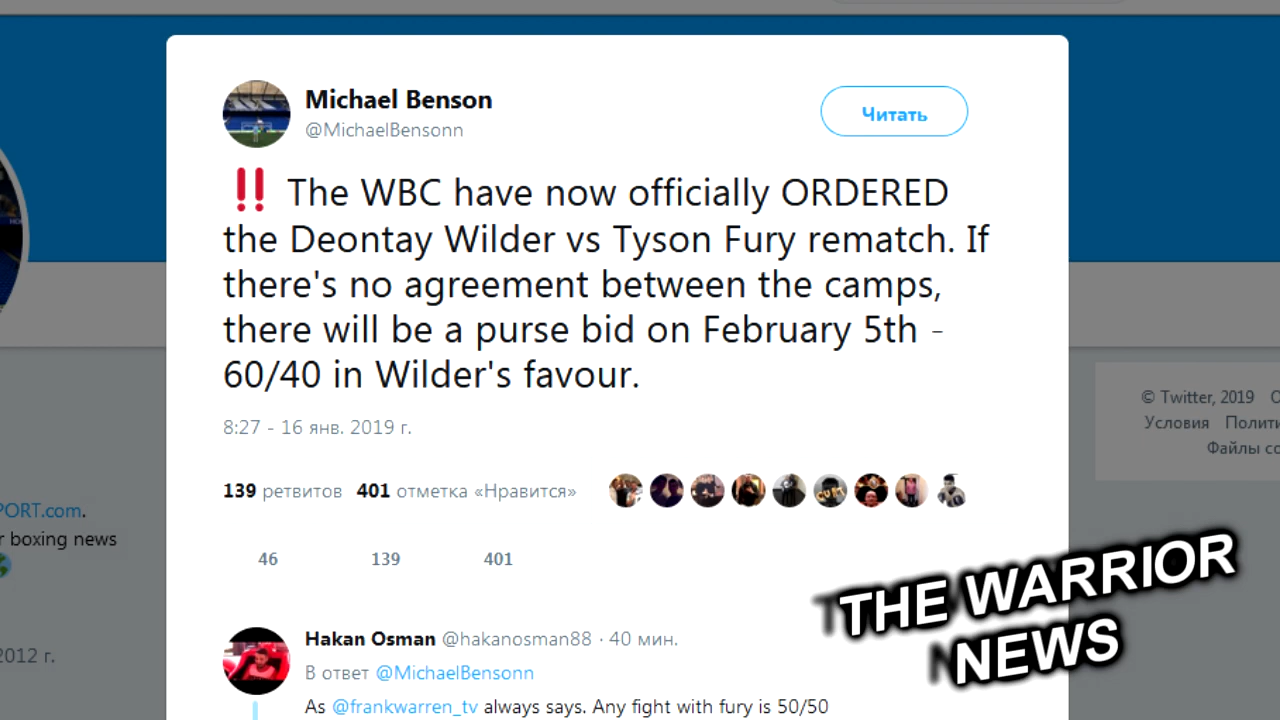 Michael Benson
@MichaelBensonn
Читать
‼ The WBC have now officially ORDERED
the Deontay Wilder vs Tyson Fury rematch. If
there's no agreement between the camps,
there will be a purse bid on February 5th -
60/40 in Wilder's favour.
8:27 - 16 янв. 2019 г.
139 ретвитов 401 отметка «Нравится»
46 139 401
Hakan Osman @hakanosman88 · 40 мин.
В ответ @MichaelBensonn
As @frankwarren_tv always says. Any fight with fury is 50/50
PORT.com.
r boxing news
2012 г.
© Twitter, 2019
Условия
THE WARRIOR
NEWS